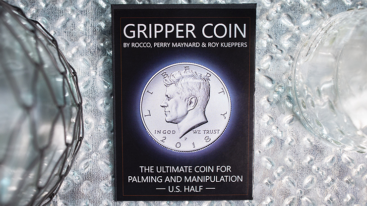 GRIPPER COIN
BY ROCCO, PERRY MAYNARD & ROY KUEPPERS
LIBERTY
IN GOD WE TRUST
2018
THE ULTIMATE COIN FOR
PALMING AND MANIPULATION
— U.S. HALF —